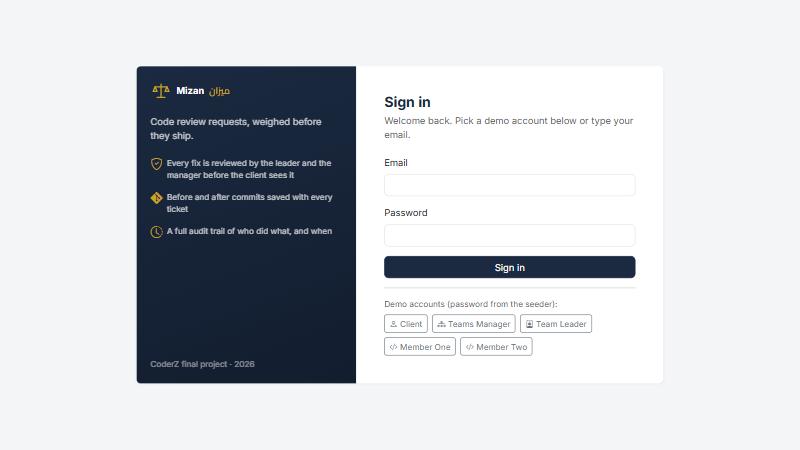 Mizan ميزان
Code review requests, weighed before
they ship.
Every fix is reviewed by the leader and the
manager before the client sees it
Before and after commits saved with every
ticket
A full audit trail of who did what, and when
CoderZ final project - 2026
Sign in
Welcome back. Pick a demo account below or type your
email.
Email
Password
Sign in
Demo accounts (password from the seeder):
Client Teams Manager Team Leader
Member One Member Two